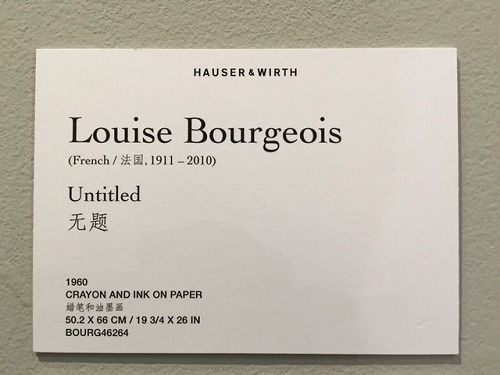 HAUSER & WIRTH
Louise Bourgeois
(French / 法国, 1911 – 2010)
Untitled
无题
1960
CRAYON AND INK ON PAPER
蜡笔和油墨画
50.2 X 66 CM / 19 3/4 X 26 IN
BOURG46264